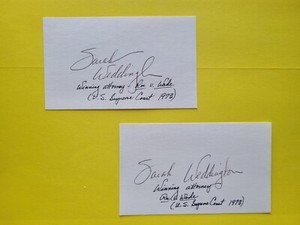 Sarah
Weddington
Winning attorney Roe v. Wade
(U.S. Supreme Court 1973)
Sarah Weddington
Winning attorney
Roe v. Wade
(U.S. Supreme Court 1973)